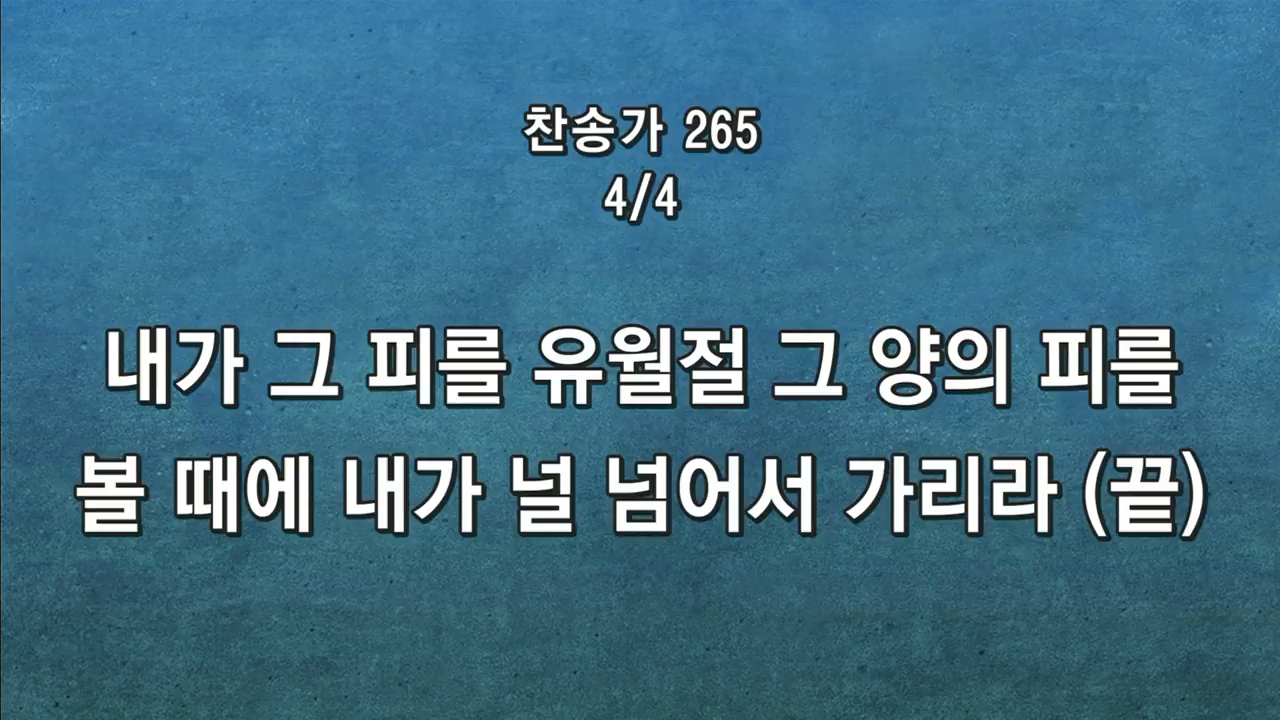 찬송가 265
4/4
내가 그 피를 유월절 그 양의 피를
볼 때에 내가 널 넘어서 가리라 (끝)